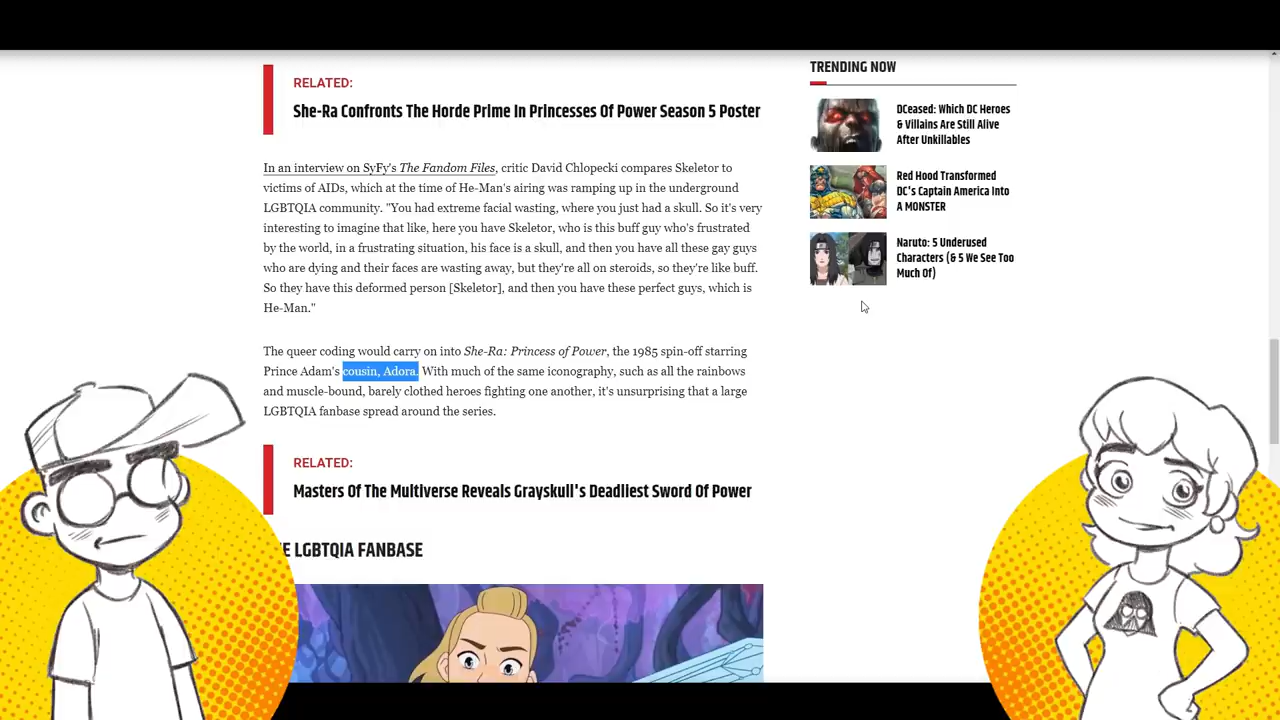 RELATED:
She-Ra Confronts The Horde Prime In Princesses Of Power Season 5 Poster
In an interview on SyFy's The Fandom Files, critic David Chlopecki compares Skeletor to
victims of AIDs, which at the time of He-Man's airing was ramping up in the underground
LGBTQIA community. "You had extreme facial wasting, where you just had a skull. So it's very
interesting to imagine that like, here you have Skeletor, who is this buff guy who's frustrated
by the world, in a frustrating situation, his face is a skull, and then you have all these gay guys
who are dying and their faces are wasting away, but they're all on steroids, so they're like buff.
So they have this deformed person [Skeletor], and then you have these perfect guys, which is
He-Man."
The queer coding would carry on into She-Ra: Princess of Power, the 1985 spin-off starring
Prince Adam's cousin, Adora. With much of the same iconography, such as all the rainbows
and muscle-bound, barely clothed heroes fighting one another, it's unsurprising that a large
LGBTQIA fanbase spread around the series.
RELATED:
Masters Of The Multiverse Reveals Grayskull's Deadliest Sword Of Power
E LGBTQIA FANBASE
TRENDING NOW
DCeased: Which DC Heroes
& Villains Are Still Alive
After Unkillables
Red Hood Transformed
DC's Captain America Into
A MONSTER
Naruto: 5 Underused
Characters (& 5 We See Too
Much Of)